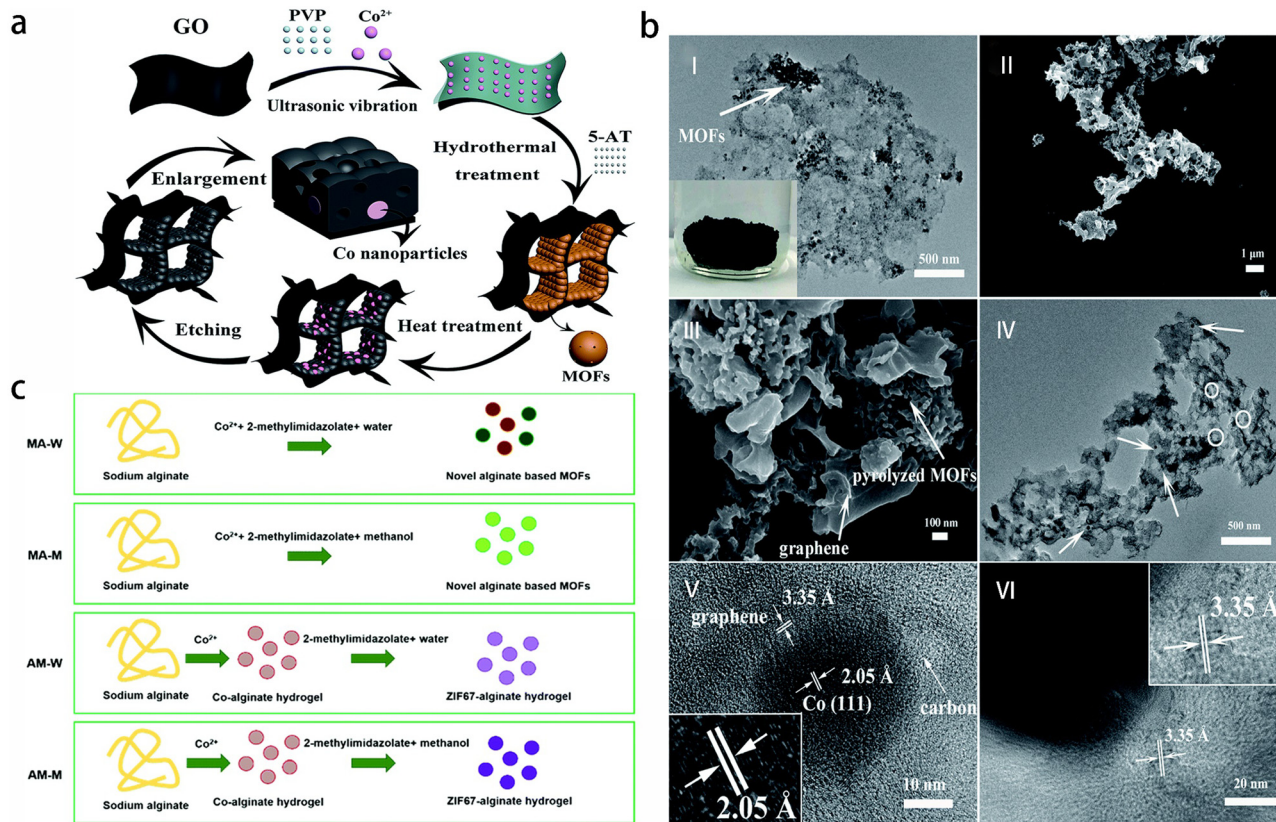 a
GO
PVP
Co²⁺
Ultrasonic vibration
5-AT
Hydrothermal
treatment
MOFs
Heat treatment
Etching
Enlargement
Co nanoparticles
b
I
MOFs
500 nm
II
1 μm
III
pyrolyzed MOFs
graphene
100 nm
IV
500 nm
V
graphene
3.35 Å
2.05 Å
Co (111)
carbon
2.05 Å
10 nm
VI
3.35 Å
3.35 Å
20 nm
c
MA-W
Sodium alginate
Co²⁺+ 2-methylimidazolate+ water
Novel alginate based MOFs
MA-M
Sodium alginate
Co²⁺+ 2-methylimidazolate+ methanol
Novel alginate based MOFs
AM-W
Sodium alginate
Co²⁺
Co-alginate hydrogel
2-methylimidazolate+ water
ZIF67-alginate hydrogel
AM-M
Sodium alginate
Co²⁺
Co-alginate hydrogel
2-methylimidazolate+ methanol
ZIF67-alginate hydrogel